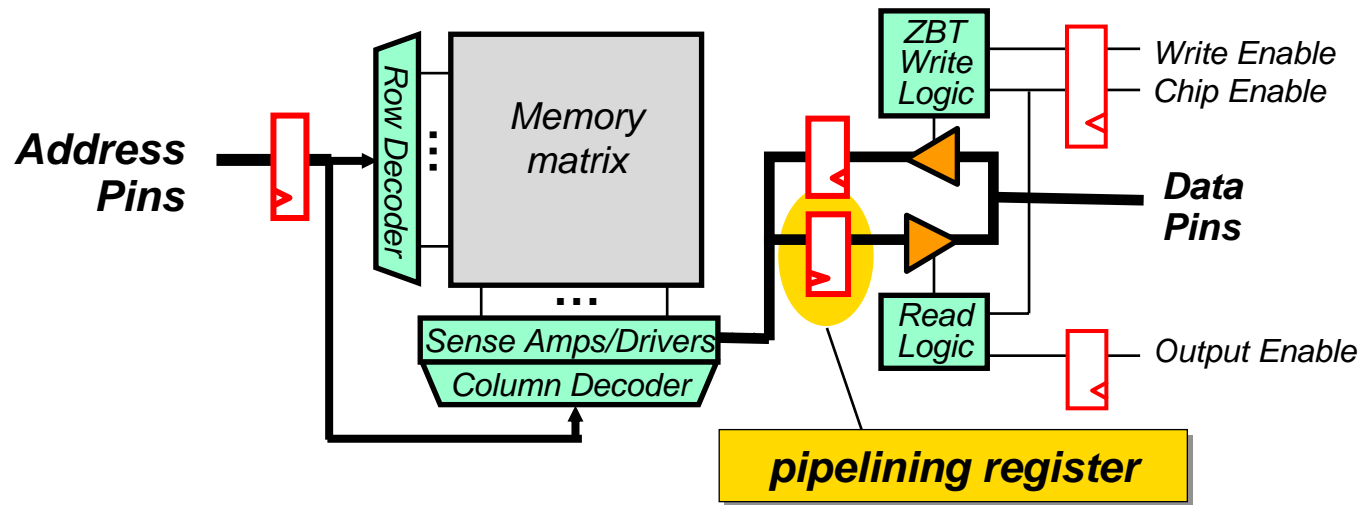 Address
Pins
Row Decoder
...
Memory
matrix
...
Sense Amps/Drivers
Column Decoder
ZBT
Write
Logic
Write Enable
Chip Enable
Data
Pins
Read
Logic
Output Enable
pipelining register